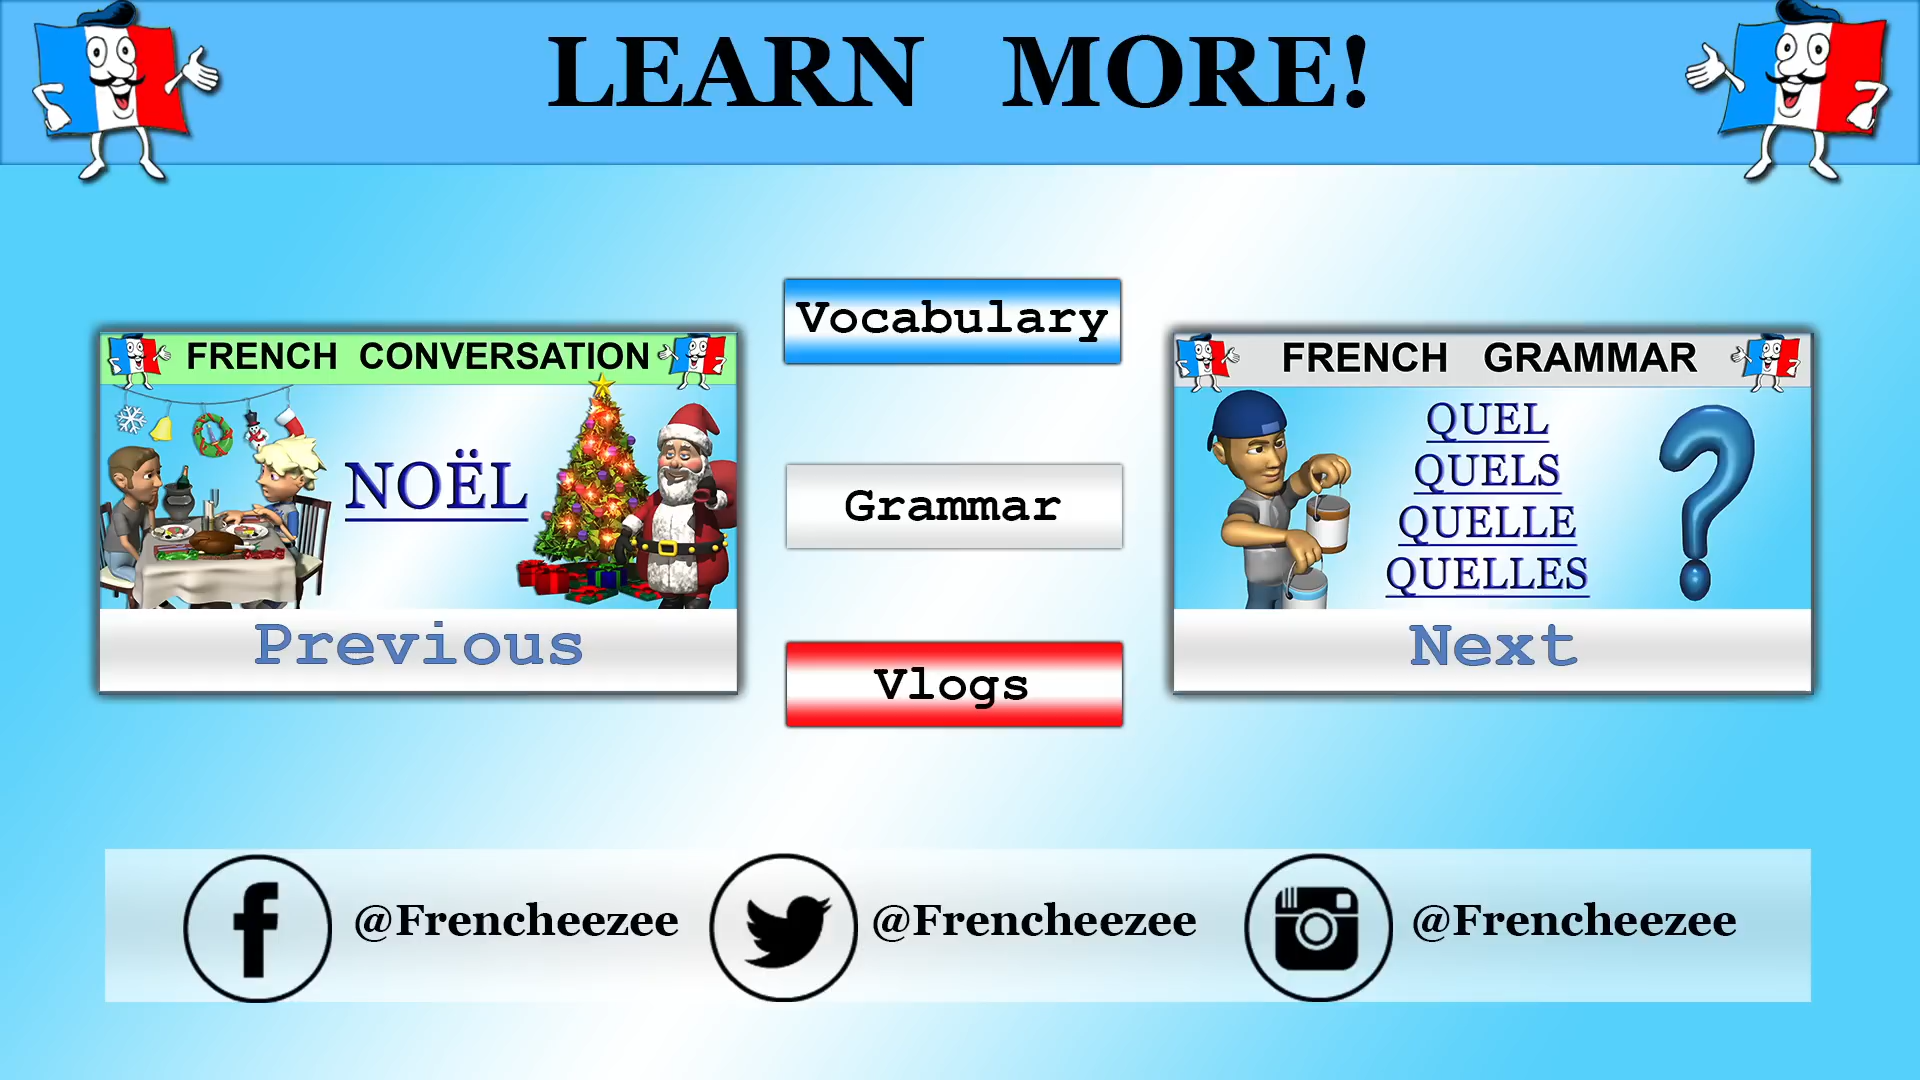 LEARN MORE!
FRENCH CONVERSATION
NOËL
Previous
Vocabulary
Grammar
Vlogs
FRENCH GRAMMAR
QUEL
QUELS
QUELLE
QUELLES
Next
@Frencheezee
@Frencheezee
@Frencheezee